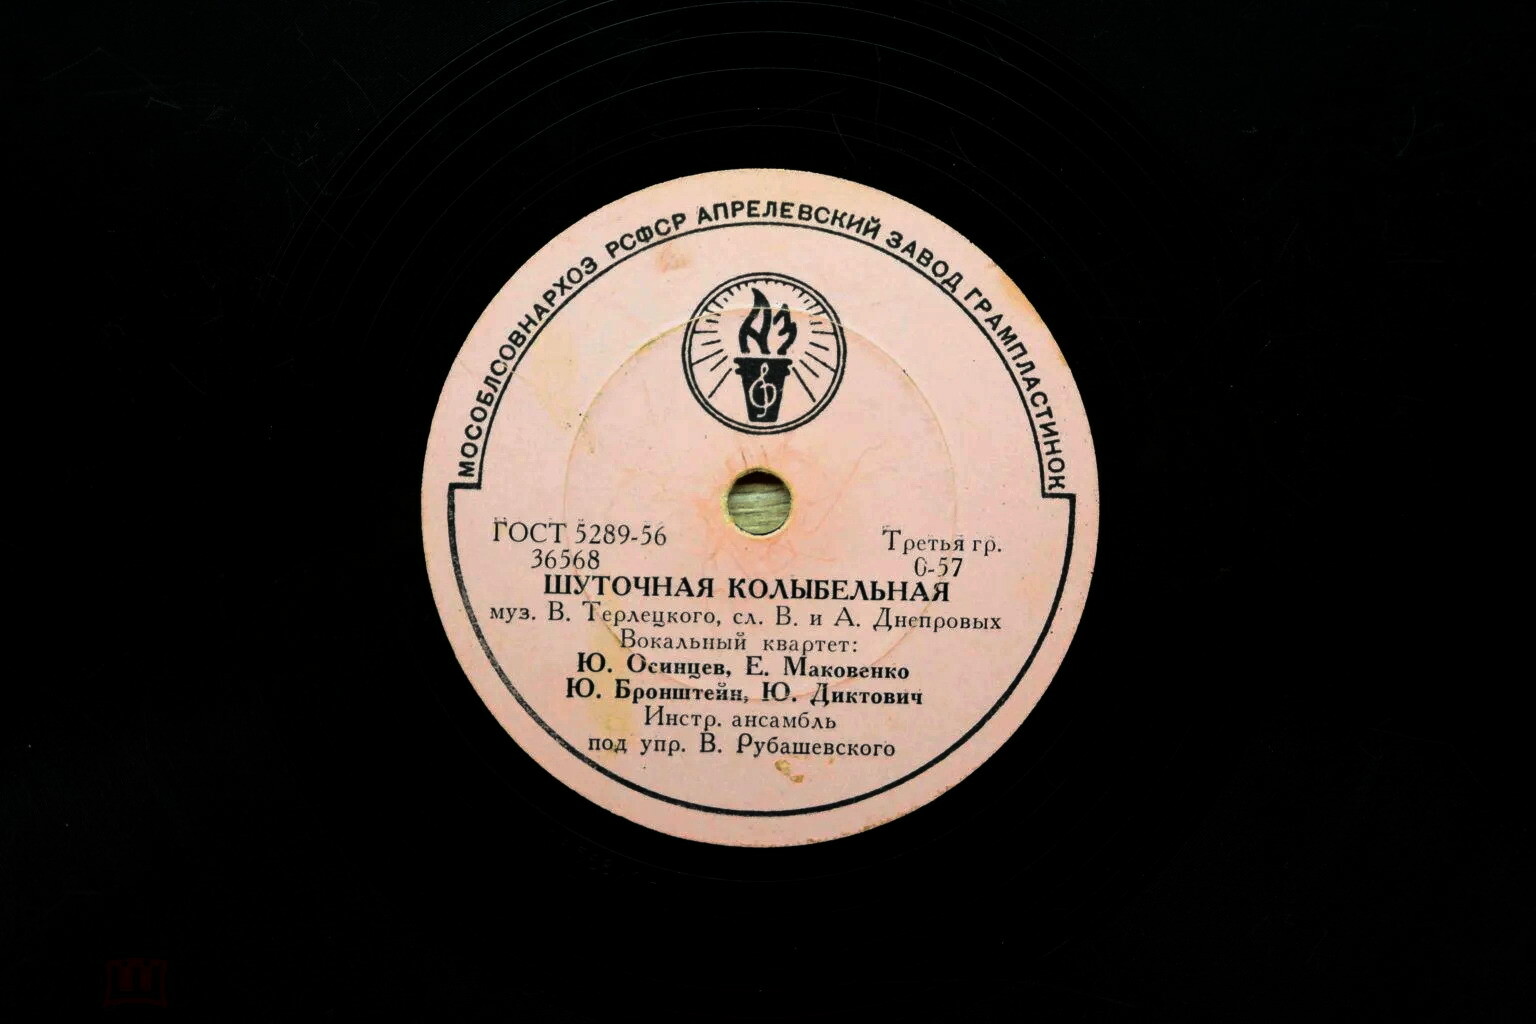 МОСОБЛСОВНАРХОЗ РСФСР АПРЕЛЕВСКИЙ ЗАВОД ГРАМПЛАСТИНОК
АЗ
ГОСТ 5289-56 Третья гр.
36568 0-57
ШУТОЧНАЯ КОЛЫБЕЛЬНАЯ
муз. В. Терлецкого, сл. В. и А. Днепровых
Вокальный квартет:
Ю. Осинцев, Е. Маковенко
Ю. Бронштейн, Ю. Диктович
Инстр. ансамбль
под упр. В. Рубашевского